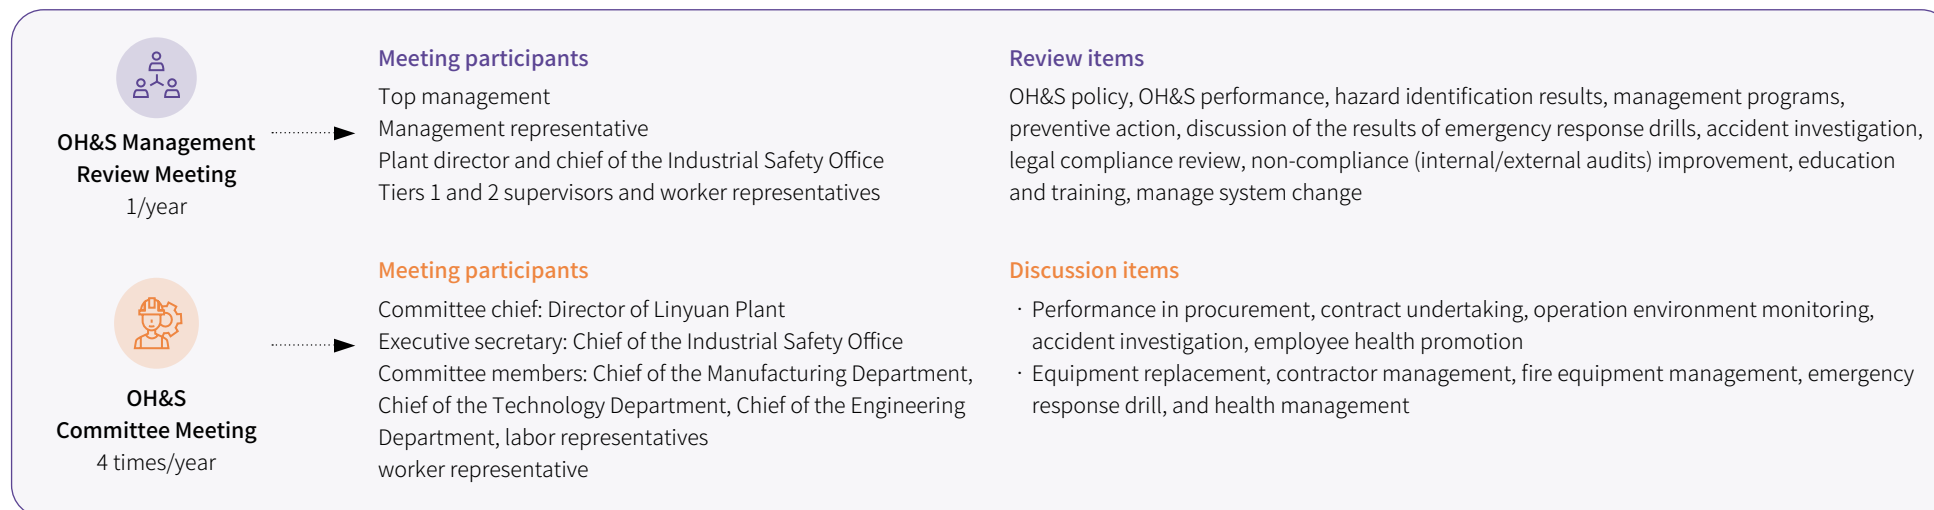 OH&S Management
Review Meeting
1/year
Meeting participants
Top management
Management representative
Plant director and chief of the Industrial Safety Office
Tiers 1 and 2 supervisors and worker representatives
Review items
OH&S policy, OH&S performance, hazard identification results, management programs,
preventive action, discussion of the results of emergency response drills, accident investigation,
legal compliance review, non-compliance (internal/external audits) improvement, education
and training, manage system change
OH&S
Committee Meeting
4 times/year
Meeting participants
Committee chief: Director of Linyuan Plant
Executive secretary: Chief of the Industrial Safety Office
Committee members: Chief of the Manufacturing Department,
Chief of the Technology Department, Chief of the Engineering
Department, labor representatives
worker representative
Discussion items
· Performance in procurement, contract undertaking, operation environment monitoring,
accident investigation, employee health promotion
· Equipment replacement, contractor management, fire equipment management, emergency
response drill, and health management